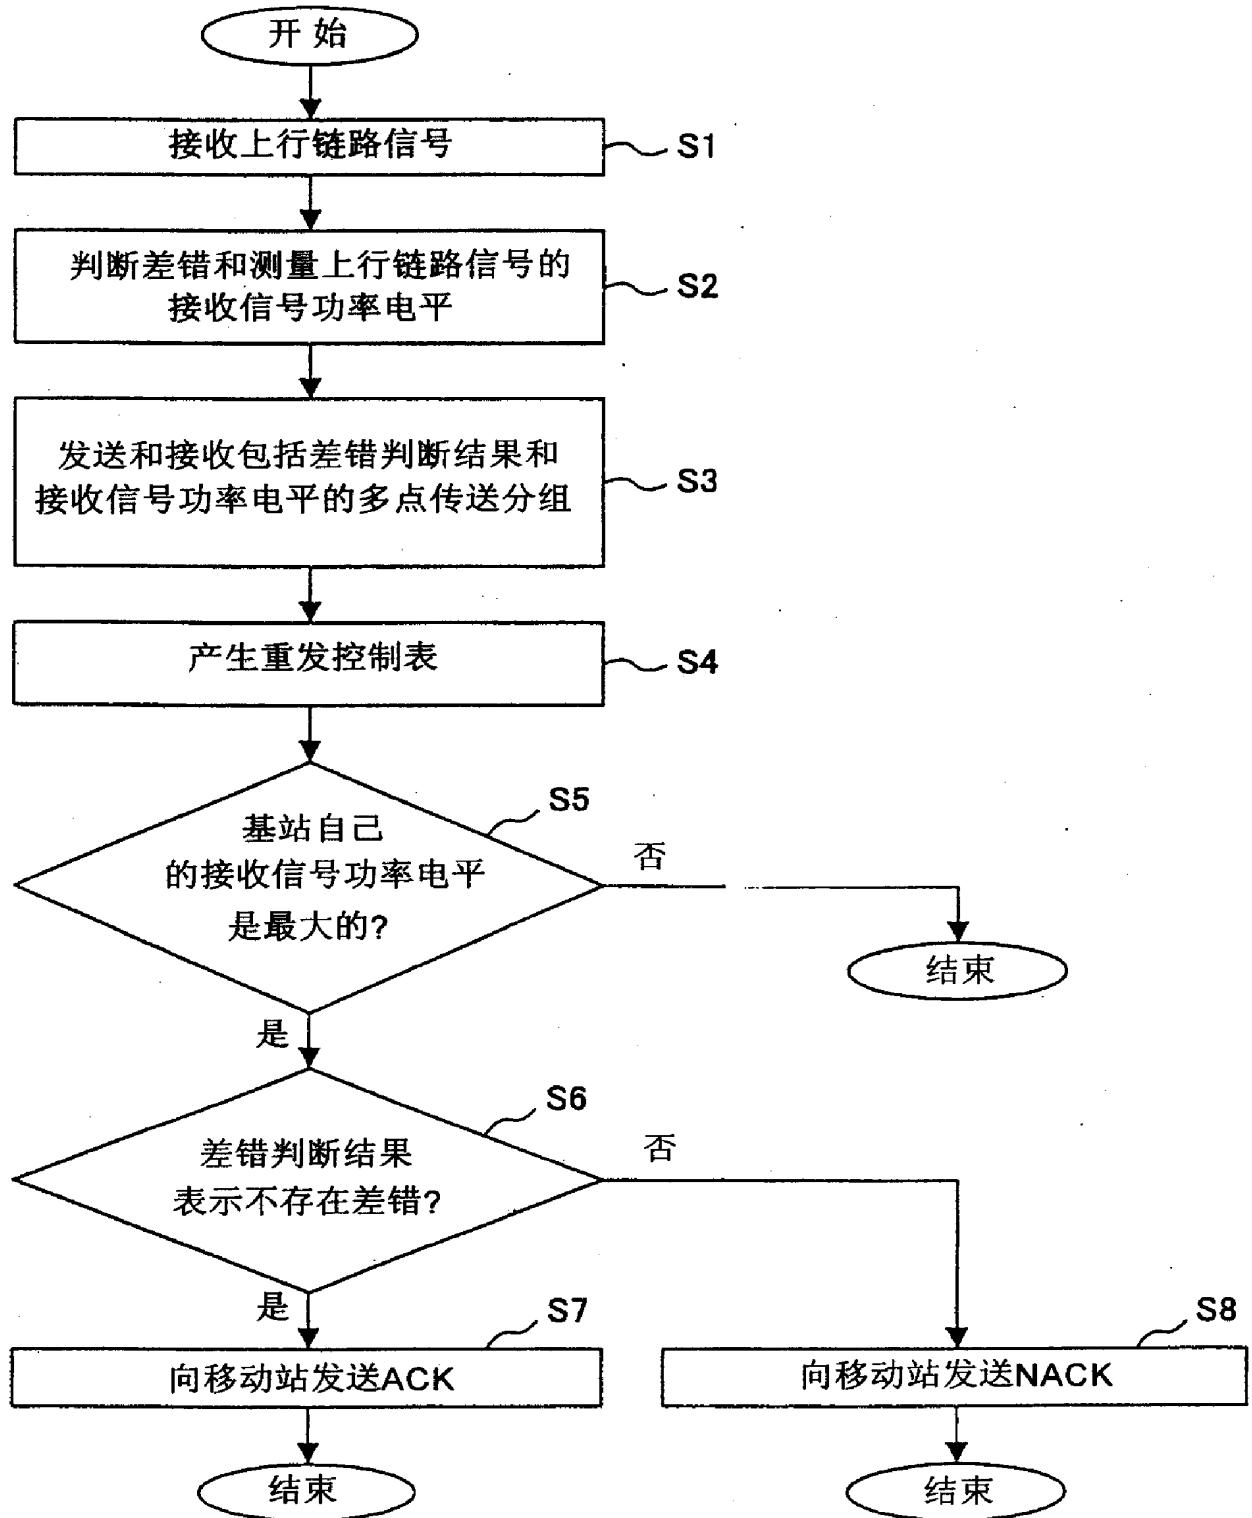 开 始
接收上行链路信号
S1
判断差错和测量上行链路信号的
接收信号功率电平
S2
发送和接收包括差错判断结果和
接收信号功率电平的多点传送分组
S3
产生重发控制表
S4
S5
基站自己
的接收信号功率电平
是最大的?
否
结束
是
S6
差错判断结果
表示不存在差错?
否
是
S7
向移动站发送ACK
S8
向移动站发送NACK
结束
结束